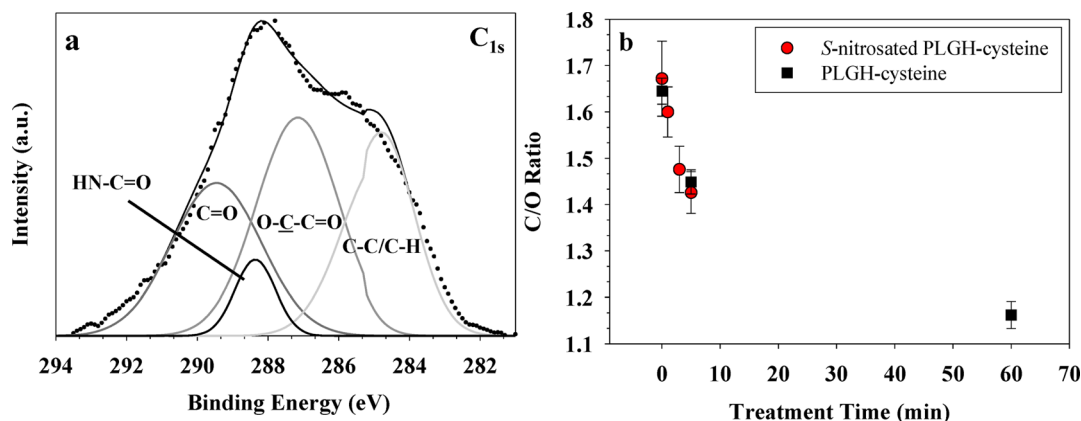 a
C1s
HN-C=O
C=O
O-C-C=O
C-C/C-H
Intensity (a.u.)
294 292 290 288 286 284 282
Binding Energy (eV)
b
S-nitrosated PLGH-cysteine
PLGH-cysteine
C/O Ratio
1.8
1.7
1.6
1.5
1.4
1.3
1.2
1.1
0 10 20 30 40 50 60 70
Treatment Time (min)